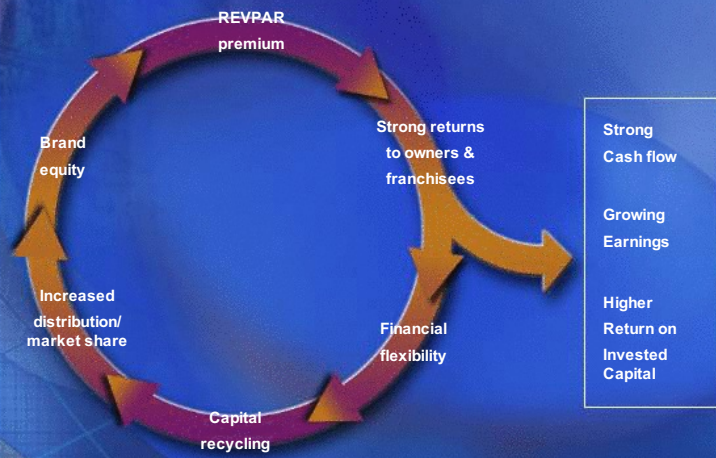 REVPAR
premium
Strong returns
to owners &
franchisees
Financial
flexibility
Capital
recycling
Increased
distribution/
market share
Brand
equity
Strong
Cash flow
Growing
Earnings
Higher
Return on
Invested
Capital